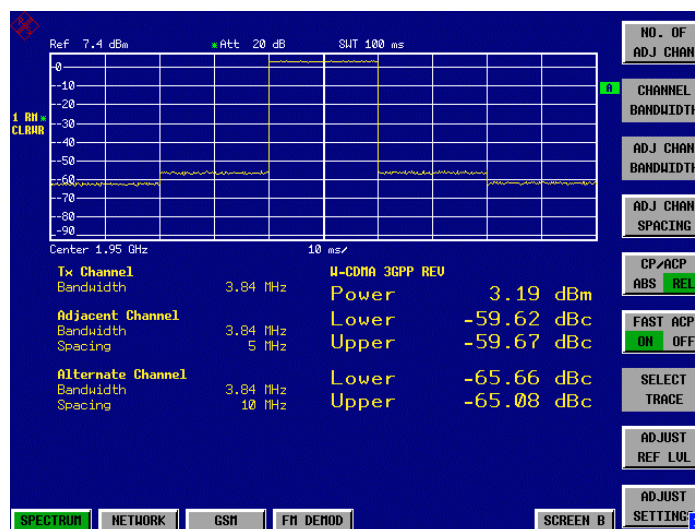 Ref 7.4 dBm *Att 20 dB SWT 100 ms
NO. OF
ADJ CHAN
0
-10
-20
-30
-40
-50
-60
-70
-80
-90
A
1 RM *
CLRWR
CHANNEL
BANDWIDTH
ADJ CHAN
BANDWIDTH
ADJ CHAN
SPACING
Center 1.95 GHz 10 ms/
Tx Channel
Bandwidth 3.84 MHz
Adjacent Channel
Bandwidth 3.84 MHz
Spacing 5 MHz
Alternate Channel
Bandwidth 3.84 MHz
Spacing 10 MHz
W-CDMA 3GPP REV
Power 3.19 dBm
Lower -59.62 dBc
Upper -59.67 dBc
Lower -65.66 dBc
Upper -65.08 dBc
CP/ACP
ABS REL
FAST ACP
ON OFF
SELECT
TRACE
ADJUST
REF LVL
ADJUST
SETTING
SPECTRUM NETWORK GSM FM DEMOD SCREEN B